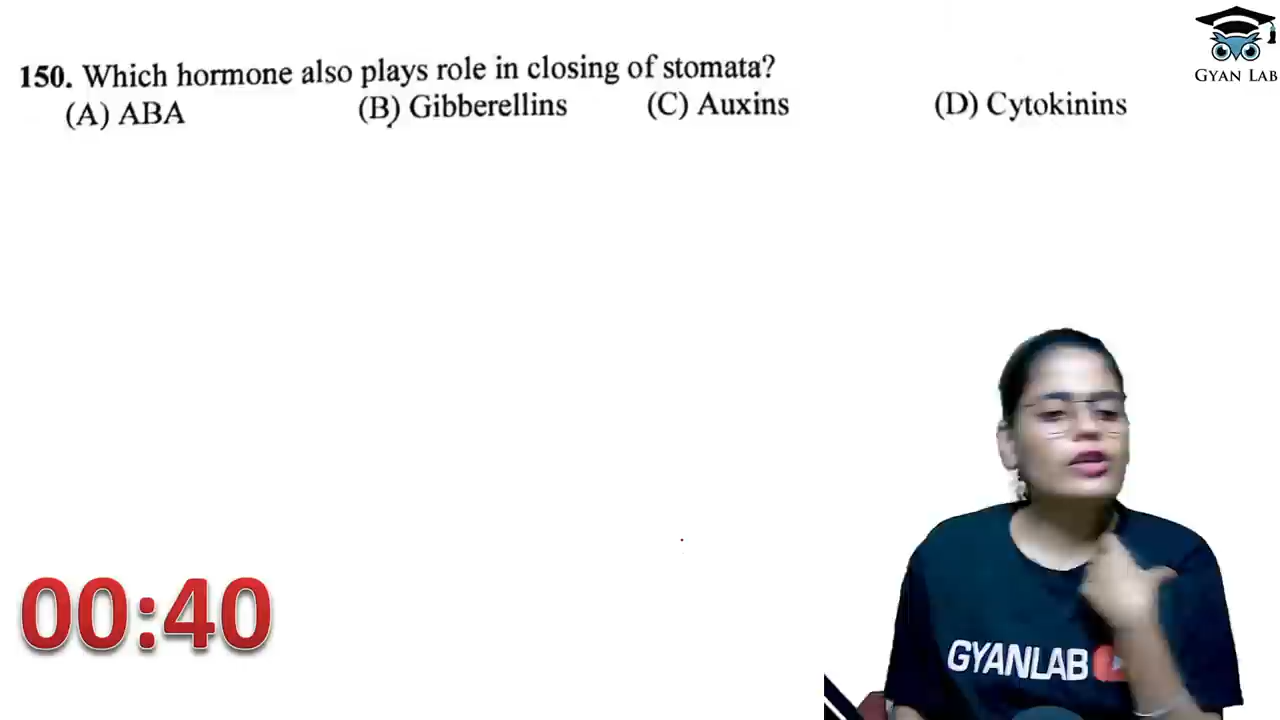 GYAN LAB
150. Which hormone also plays role in closing of stomata?
(A) ABA (B) Gibberellins (C) Auxins (D) Cytokinins
00:40
GYANLAB